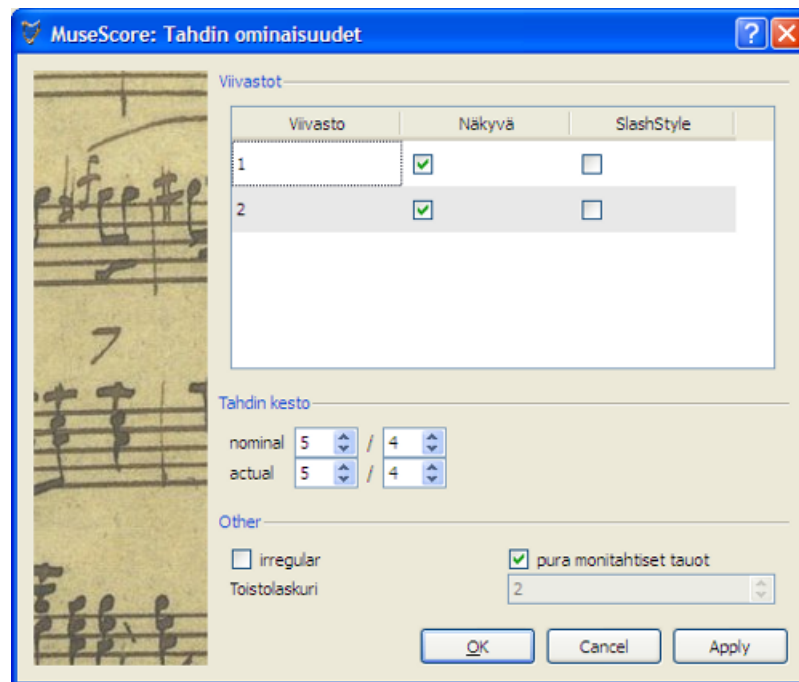 MuseScore: Tahdin ominaisuudet
Viivastot
Viivasto Näkyvä SlashStyle
1
2
7
Tahdin kesto
nominal 5 / 4
actual 5 / 4
Other
irregular pura monitahtiset tauot
Toistolaskuri 2
OK Cancel Apply